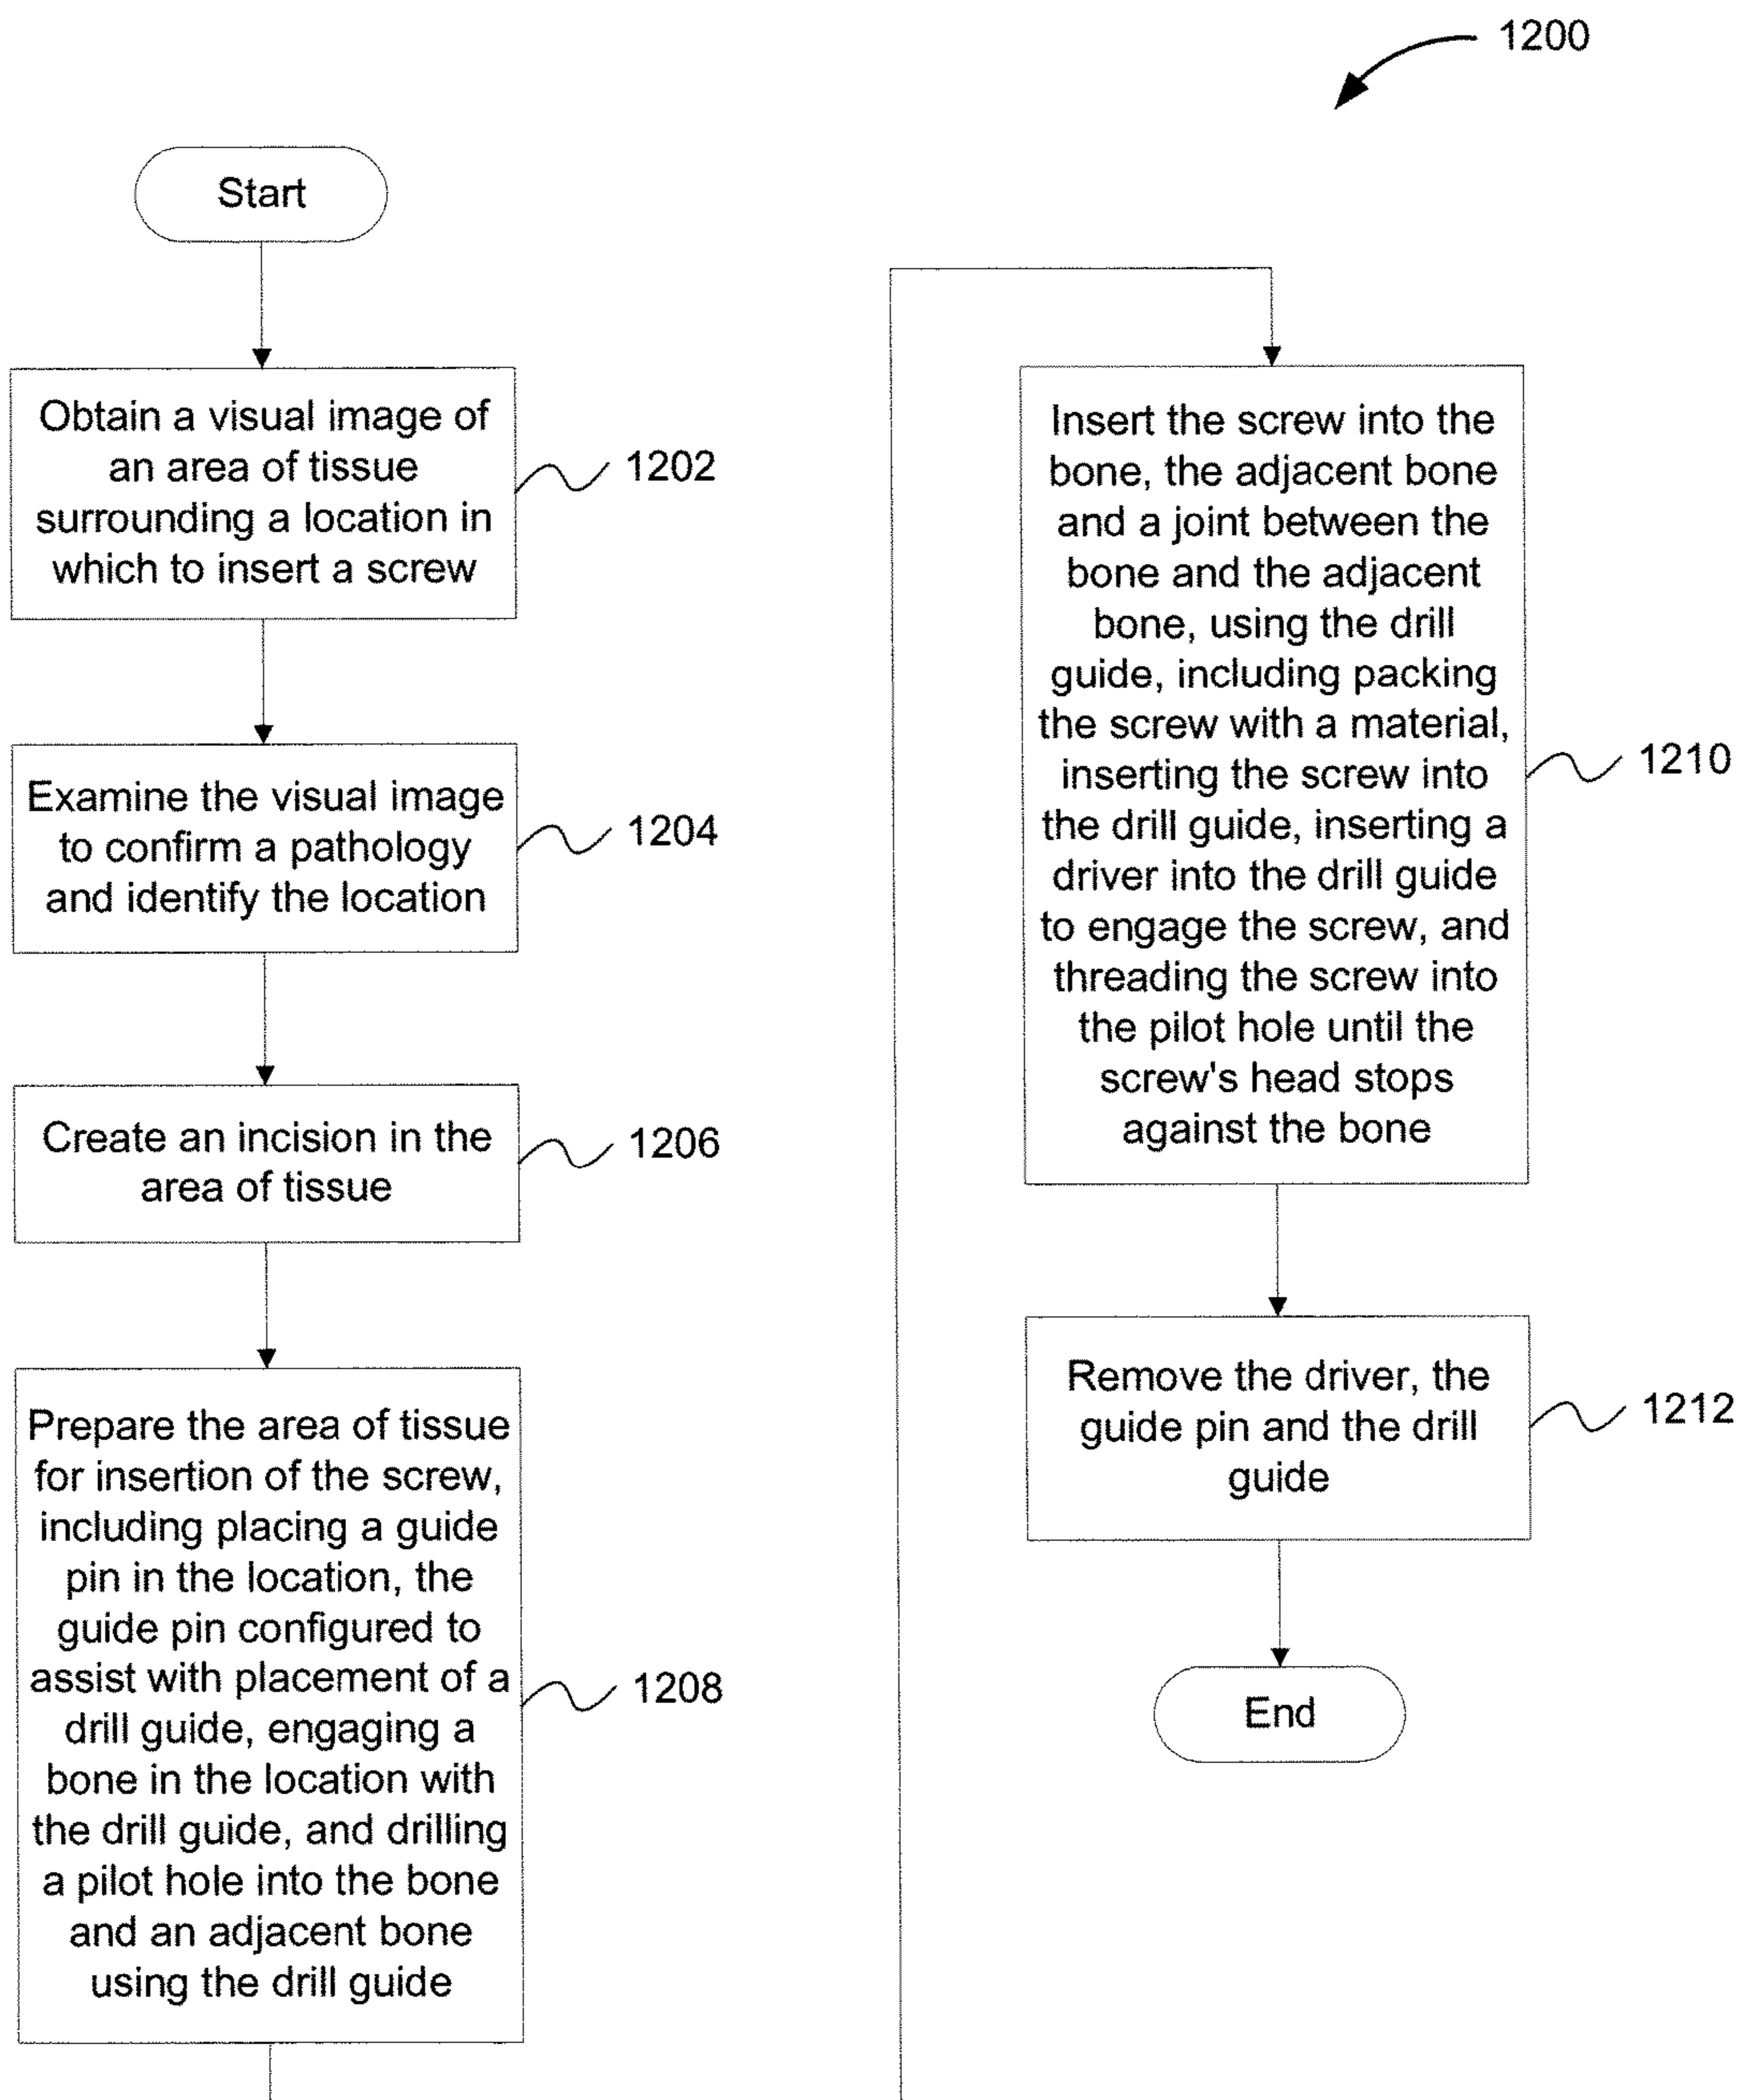 1200
Start
Obtain a visual image of
an area of tissue
surrounding a location in
which to insert a screw
1202
Examine the visual image
to confirm a pathology
and identify the location
1204
Create an incision in the
area of tissue
1206
Prepare the area of tissue
for insertion of the screw,
including placing a guide
pin in the location, the
guide pin configured to
assist with placement of a
drill guide, engaging a
bone in the location with
the drill guide, and drilling
a pilot hole into the bone
and an adjacent bone
using the drill guide
1208
Insert the screw into the
bone, the adjacent bone
and a joint between the
bone and the adjacent
bone, using the drill
guide, including packing
the screw with a material,
inserting the screw into
the drill guide, inserting a
driver into the drill guide
to engage the screw, and
threading the screw into
the pilot hole until the
screw's head stops
against the bone
1210
Remove the driver, the
guide pin and the drill
guide
1212
End